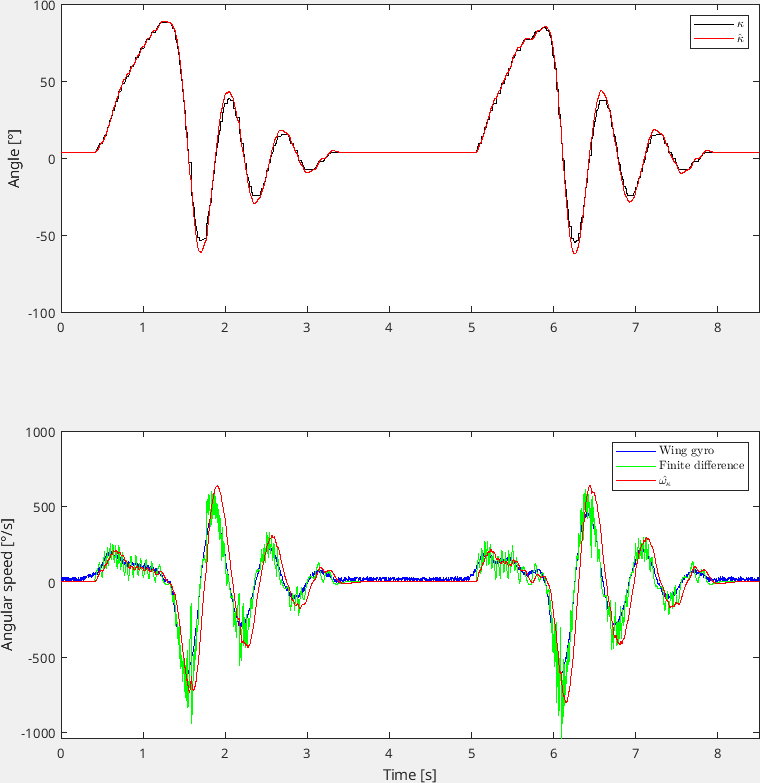 100
50
0
-50
-100
Angle [°]
κ
κ̂
0 1 2 3 4 5 6 7 8
1000
500
0
-500
-1000
Angular speed [°/s]
Wing gyro
Finite difference
ω̂κ
0 1 2 3 4 5 6 7 8
Time [s]